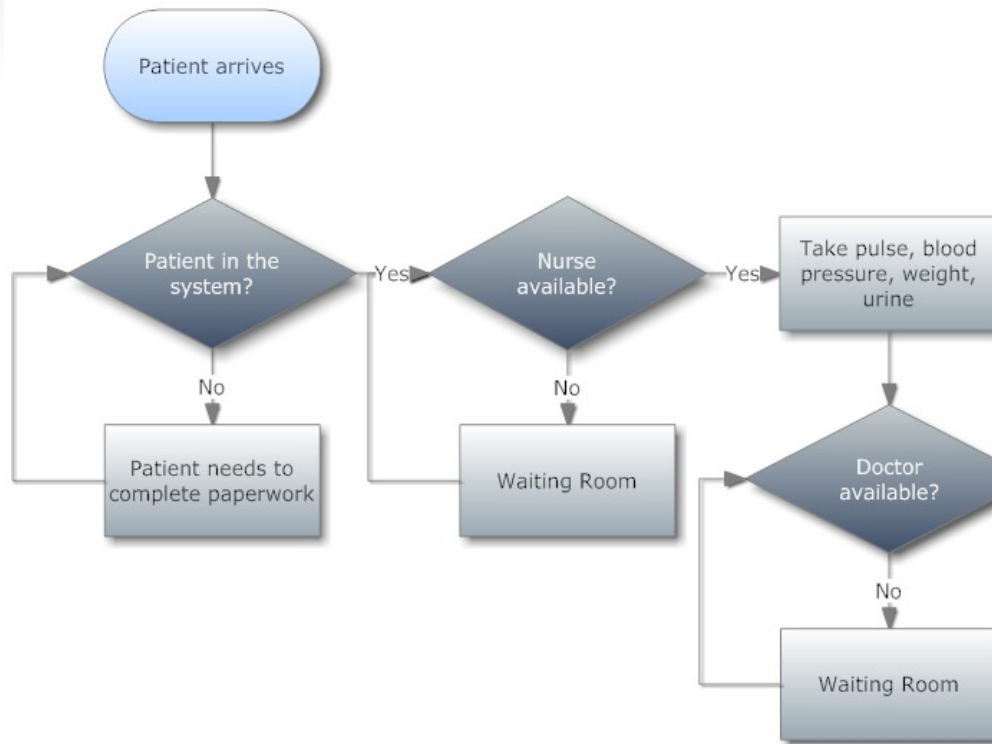 Patient arrives
Patient in the
system?
Yes
Nurse
available?
Yes
Take pulse, blood
pressure, weight,
urine
No
Patient needs to
complete paperwork
No
Waiting Room
Doctor
available?
No
Waiting Room